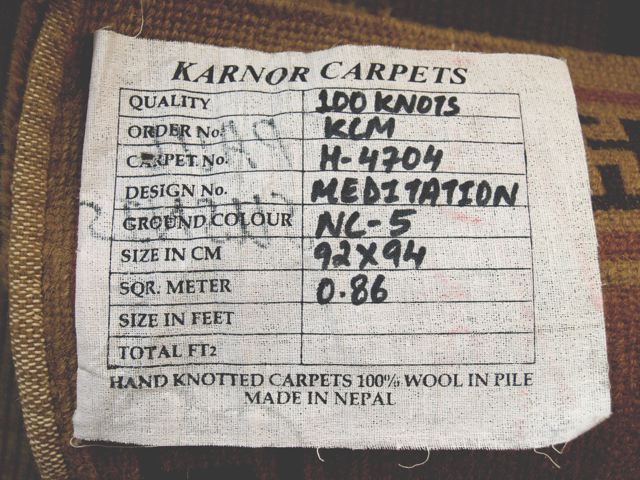 KARNOR CARPETS
QUALITY 100 KNOTS
ORDER No. KCM
CARPET No. H-4704
DESIGN No. MEDITATION
GROUND COLOUR NC-5
SIZE IN CM 92X94
SQR. METER 0.86
SIZE IN FEET
TOTAL FT2
HAND KNOTTED CARPETS 100% WOOL IN PILE
MADE IN NEPAL